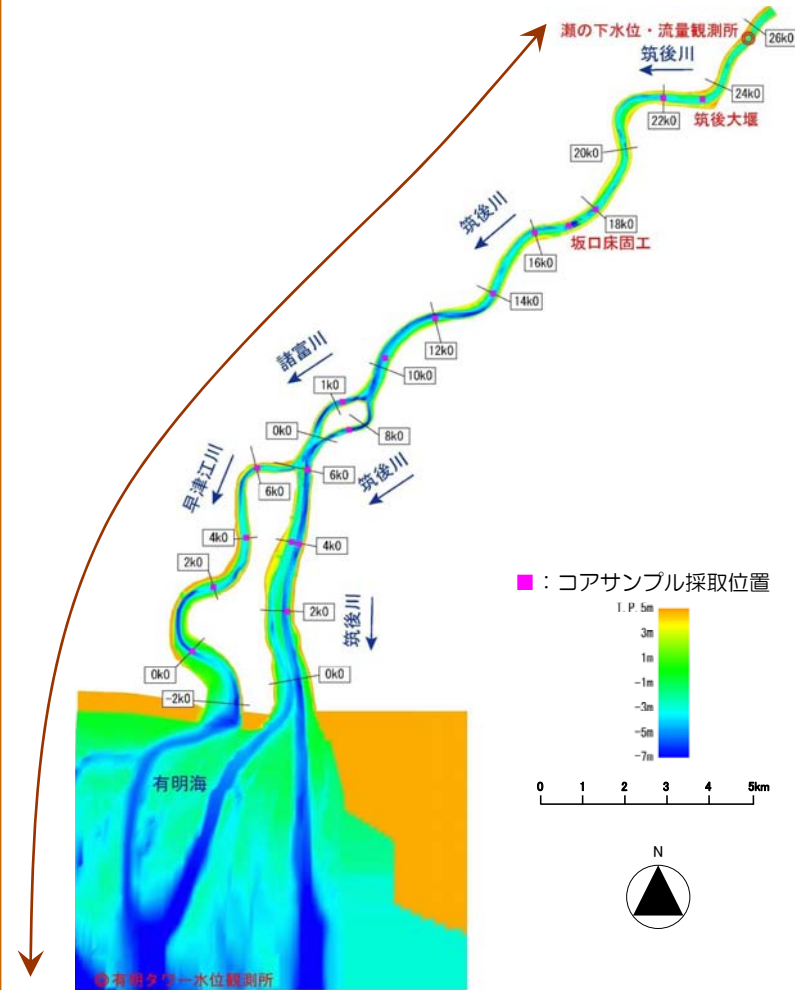 瀬の下水位・流量観測所
26k0
筑後川
24k0
22k0
筑後大堰
20k0
18k0
筑後川
坂口床固工
16k0
14k0
12k0
諸富川
10k0
1k0
0k0
8k0
早津江川
6k0
筑後川
6k0
4k0
4k0
2k0
■：コアサンプル採取位置
筑後川
2k0
T.P. 5m
3m
1m
-1m
-3m
-5m
-7m
0k0
0k0
-2k0
有明海
0 1 2 3 4 5km
N
有明タワー水位観測所